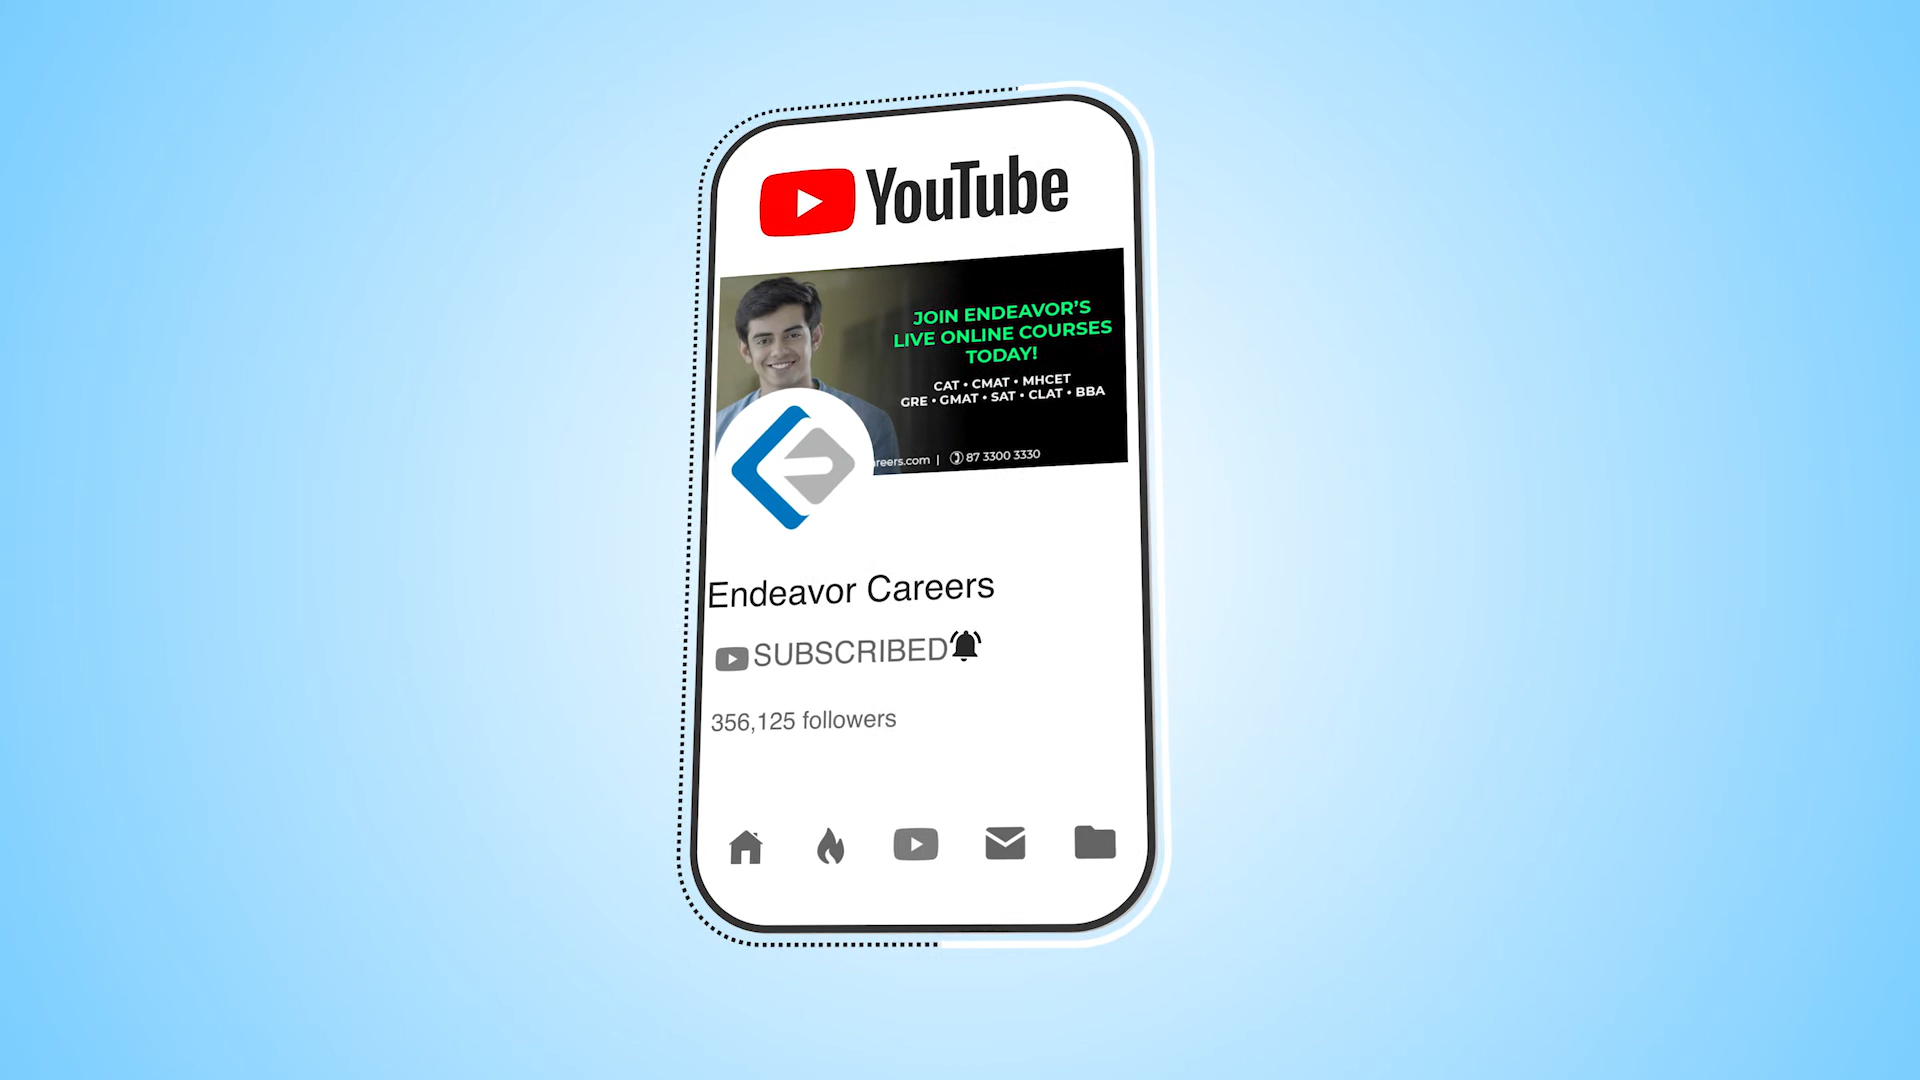 YouTube
JOIN ENDEAVOR'S
LIVE ONLINE COURSES
TODAY!
CAT • CMAT • MHCET
GRE • GMAT • SAT • CLAT • BBA
reers.com | 87 3300 3330
Endeavor Careers
SUBSCRIBED
356,125 followers